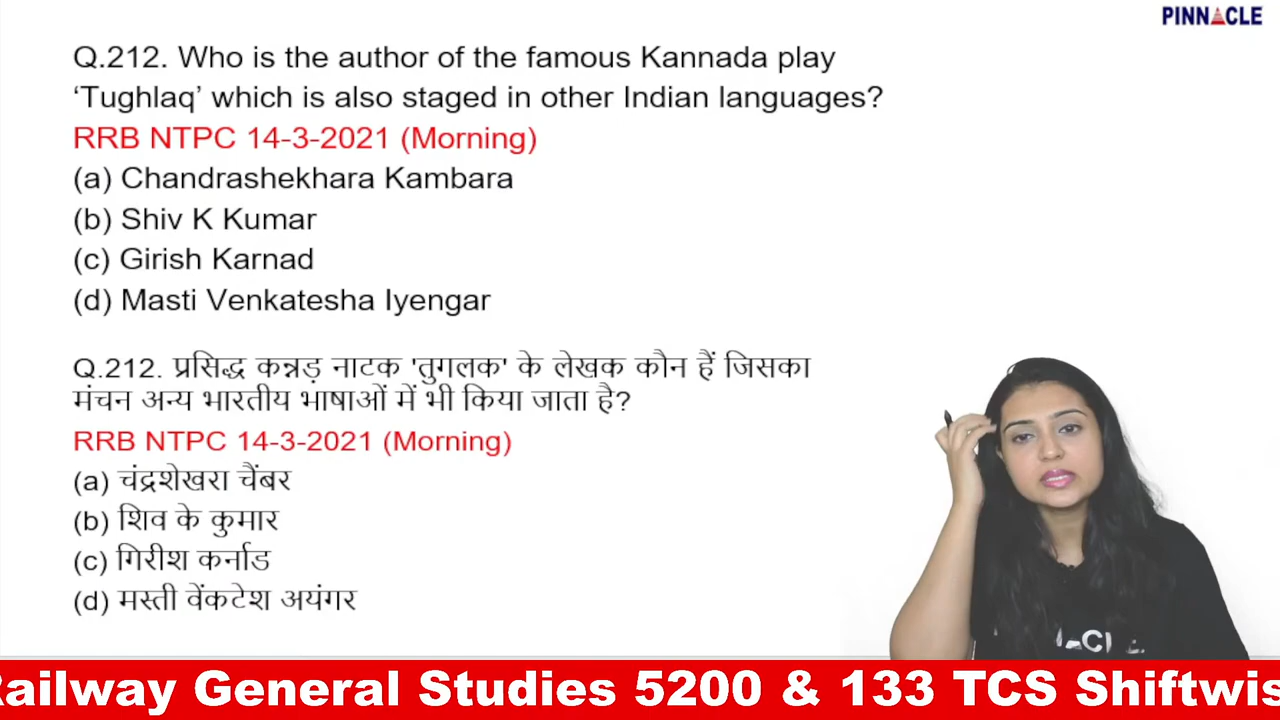 PINNACLE
Q.212. Who is the author of the famous Kannada play
‘Tughlaq’ which is also staged in other Indian languages?
RRB NTPC 14-3-2021 (Morning)
(a) Chandrashekhara Kambara
(b) Shiv K Kumar
(c) Girish Karnad
(d) Masti Venkatesha Iyengar
Q.212. प्रसिद्ध कन्नड़ नाटक 'तुगलक' के लेखक कौन हैं जिसका
मंचन अन्य भारतीय भाषाओं में भी किया जाता है?
RRB NTPC 14-3-2021 (Morning)
(a) चंद्रशेखरा चैंबर
(b) शिव के कुमार
(c) गिरीश कर्नाड
(d) मस्ती वेंकटेश अयंगर
Railway General Studies 5200 & 133 TCS Shiftwis